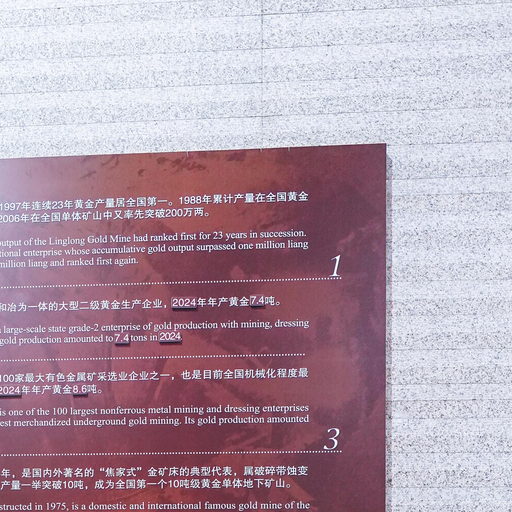 1997年连续23年黄金产量居全国第一。1988年累计产量在全国黄金
2006年在全国单体矿山中又率先突破200万两。
output of the Linglong Gold Mine had ranked first for 23 years in succession.
tional enterprise whose accumulative gold output surpassed one million liang
million liang and ranked first again.
1
和冶为一体的大型二级黄金生产企业，2024年年产黄金7.4吨。
large-scale state grade-2 enterprise of gold production with mining, dressing
gold production amounted to 7.4 tons in 2024
100家最大有色金属矿采选业企业之一，也是目前全国机械化程度最
2024年年产黄金8.6吨。
is one of the 100 largest nonferrous metal mining and dressing enterprises
est merchandized underground gold mining. Its gold production amounted
3
年，是国内外著名的“焦家式”金矿床的典型代表，属破碎带蚀变
产量一举突破10吨，成为全国第一个10吨级黄金单体地下矿山。
structed in 1975, is a domestic and international famous gold mine of the